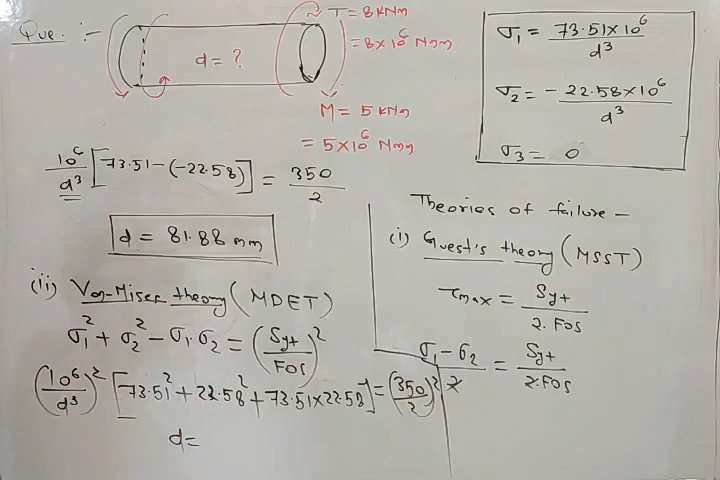 Que. :-
T = 8 kNm
= 8×10⁶ Nmm
d = ?
M = 5 kNm
= 5×10⁶ Nmm
σ₁ = 73.51×10⁶ / d³
σ₂ = - 22.58×10⁶ / d³
σ₃ = 0
10⁶/d³ [73.51-(-22.58)] = 350/2
d = 81.88 mm
Theories of failure -
(i) Guest's theory (MSST)
τmax = Syt / 2.FOS
σ₁ - σ₂ / 2 = Syt / 2.FOS
(ii) Von-Mises theory (MDET)
σ₁² + σ₂² - σ₁.σ₂ = (Syt/FOS)²
(10⁶/d³)² [73.51² + 22.58² + 73.51×22.58] = (350/2)²
d =